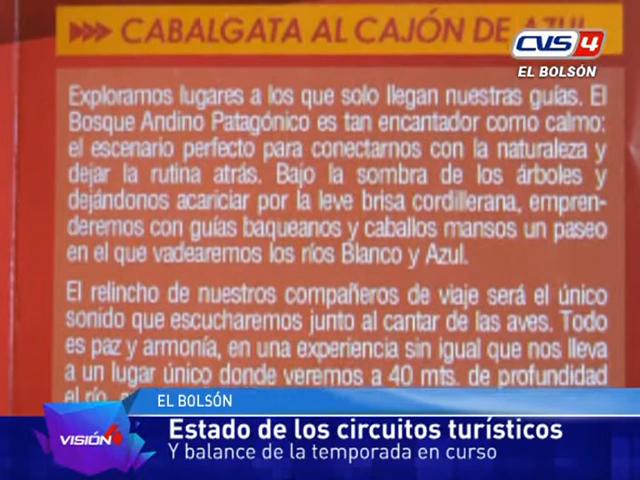 CABALGATA AL CAJÓN DE AZUL
CVS 4
EL BOLSÓN
Exploramos lugares a los que solo llegan nuestras guías. El
Bosque Andino Patagónico es tan encantador como calmo:
el escenario perfecto para conectarnos con la naturaleza y
dejar la rutina atrás. Bajo la sombra de los árboles y
dejándonos acariciar por la leve brisa cordillerana, empren-
deremos con guías baqueanos y caballos mansos un paseo
en el que vadearemos los ríos Blanco y Azul.
El relincho de nuestros compañeros de viaje será el único
sonido que escucharemos junto al cantar de las aves. Todo
es paz y armonía, en una experiencia sin igual que nos lleva
a un lugar único donde veremos a 40 mts. de profundidad
el río,
EL BOLSÓN
VISIÓN 4
Estado de los circuitos turísticos
Y balance de la temporada en curso